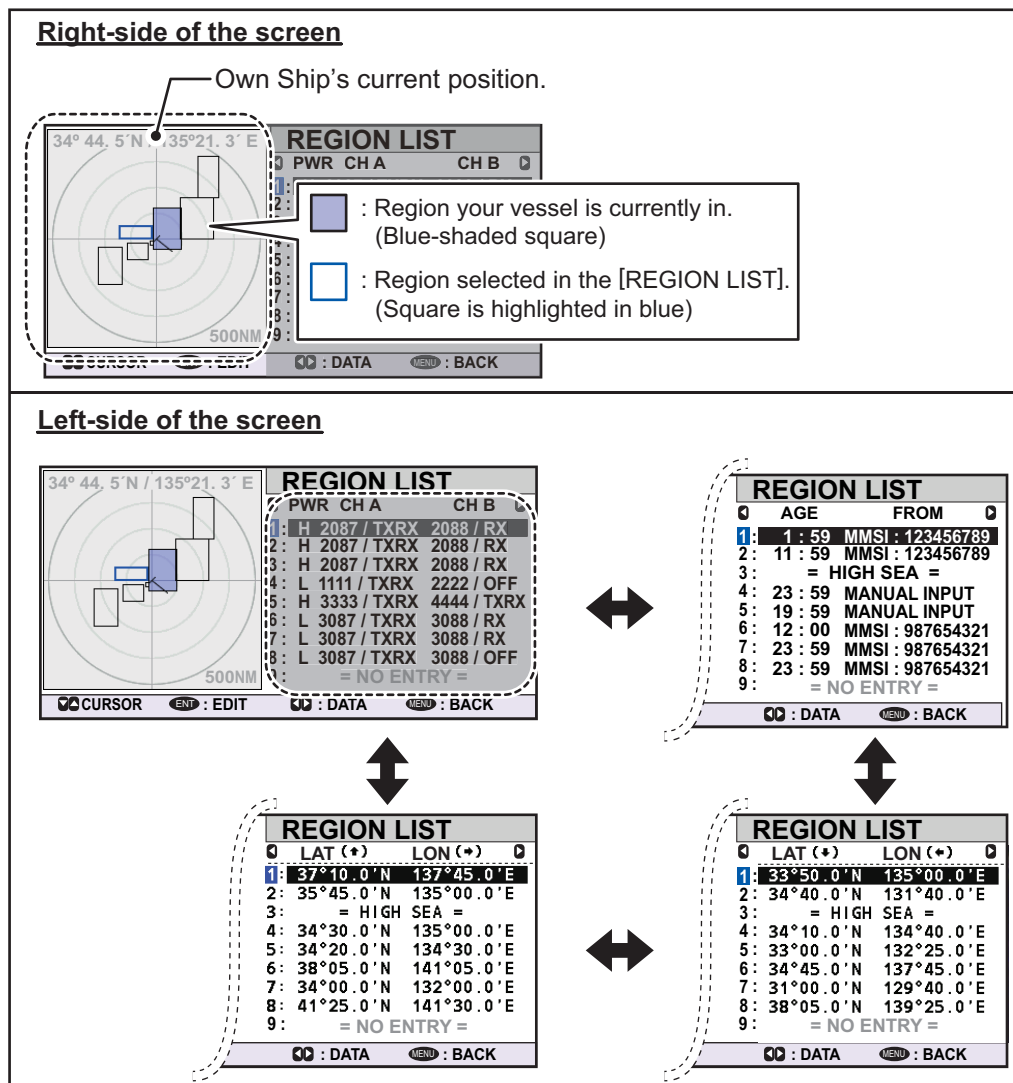 Right-side of the screen
Own Ship's current position.
34º 44. 5´N / 135º21. 3´ E
REGION LIST
PWR CH A CH B
1 :
2 :
: Region your vessel is currently in.
(Blue-shaded square)
: Region selected in the [REGION LIST].
(Square is highlighted in blue)
4 :
5 :
6 :
7 :
8 :
9 :
500NM
CURSOR : EDIT : DATA MENU : BACK
Left-side of the screen
34º 44. 5´N / 135º21. 3´ E
REGION LIST
PWR CH A CH B
1 : H 2087 / TXRX 2088 / RX
2 : H 2087 / TXRX 2088 / RX
3 : H 2087 / TXRX 2088 / RX
4 : L 1111 / TXRX 2222 / OFF
5 : H 3333 / TXRX 4444 / TXRX
6 : L 3087 / TXRX 3088 / RX
7 : L 3087 / TXRX 3088 / RX
8 : L 3087 / TXRX 3088 / OFF
: = NO ENTRY =
500NM
CURSOR ENT : EDIT : DATA MENU : BACK
REGION LIST
AGE FROM
1 : 1 : 59 MMSI : 123456789
2 : 11 : 59 MMSI : 123456789
3 : = HIGH SEA =
4 : 23 : 59 MANUAL INPUT
5 : 19 : 59 MANUAL INPUT
6 : 12 : 00 MMSI : 987654321
7 : 23 : 59 MMSI : 987654321
8 : 23 : 59 MMSI : 987654321
9 : = NO ENTRY =
: DATA MENU : BACK
REGION LIST
LAT (↑) LON (→)
1 : 37°10.0'N 137°45.0'E
2 : 35°45.0'N 135°00.0'E
3 : = HIGH SEA =
4 : 34°30.0'N 135°00.0'E
5 : 34°20.0'N 134°30.0'E
6 : 38°05.0'N 141°05.0'E
7 : 34°00.0'N 132°00.0'E
8 : 41°25.0'N 141°30.0'E
9 : = NO ENTRY =
: DATA MENU : BACK
REGION LIST
LAT (↓) LON (←)
1 : 33°50.0'N 135°00.0'E
2 : 34°40.0'N 131°40.0'E
3 : = HIGH SEA =
4 : 34°10.0'N 134°40.0'E
5 : 33°00.0'N 132°25.0'E
6 : 34°45.0'N 137°45.0'E
7 : 31°00.0'N 129°40.0'E
8 : 38°05.0'N 139°25.0'E
9 : = NO ENTRY =
: DATA MENU : BACK